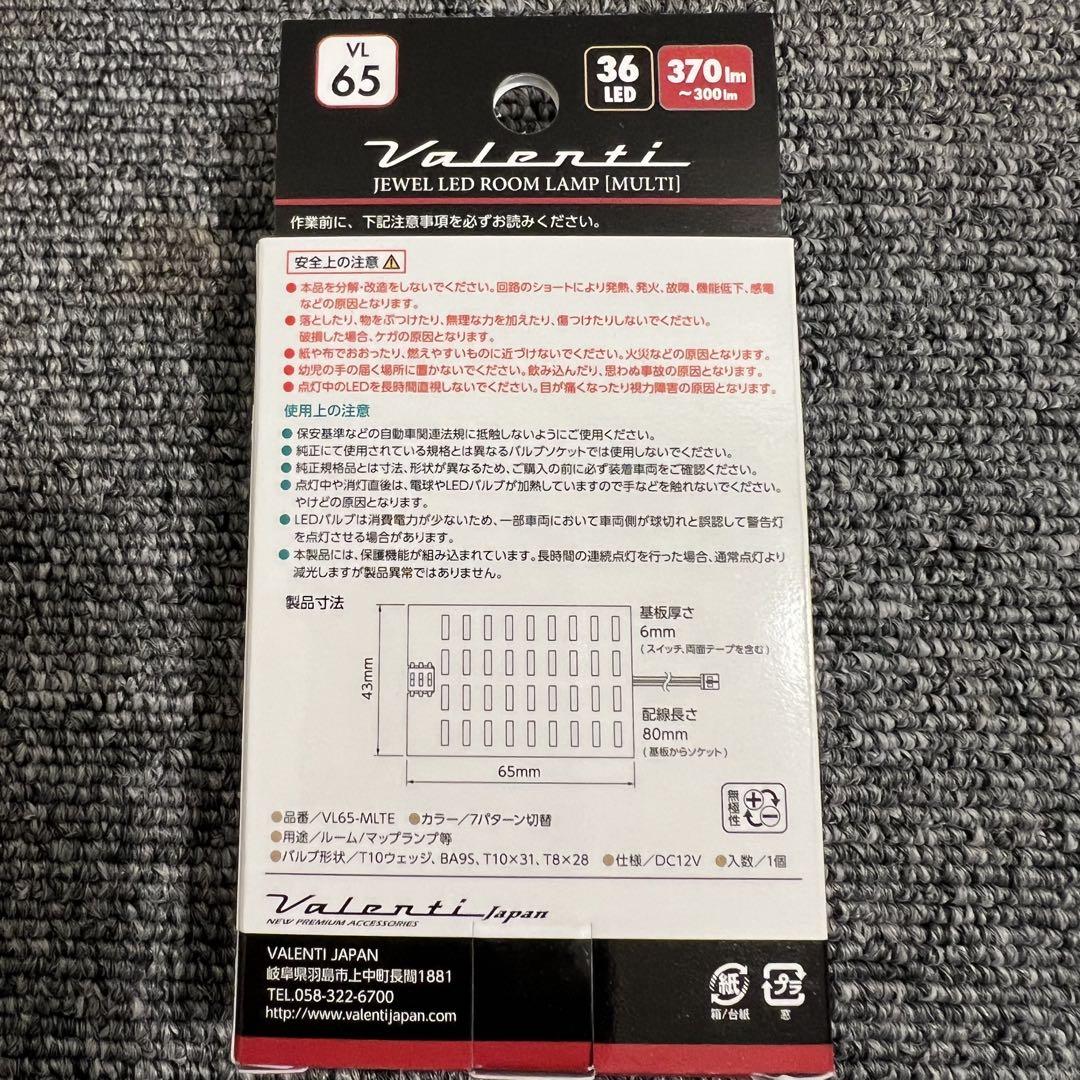 VL
65
36
LED
370lm
～300lm
Valenti
JEWEL LED ROOM LAMP [MULTI]
作業前に、下記注意事項を必ずお読みください。
安全上の注意
●本品を分解・改造をしないでください。回路のショートにより発熱、発火、故障、機能低下、感電
などの原因となります。
●落としたり、物をぶつけたり、無理な力を加えたり、傷つけたりしないでください。
破損した場合、ケガの原因となります。
●紙や布でおおったり、燃えやすいものに近づけないでください。火災などの原因となります。
●幼児の手の届く場所に置かないでください。飲み込んだり、思わぬ事故の原因となります。
●点灯中のLEDを長時間直視しないでください。目が痛くなったり視力障害の原因となります。
使用上の注意
●保安基準などの自動車関連法規に抵触しないようにご使用ください。
●純正にて使用されている規格とは異なるバルブソケットでは使用しないでください。
●純正規格品とは寸法、形状が異なるため、ご購入の前に必ず装着車両をご確認ください。
●点灯中や消灯直後は、電球やLEDバルブが加熱していますので手などを触れないでください。
やけどの原因となります。
●LEDバルブは消費電力が少ないため、一部車両において車両側が球切れと誤認して警告灯
を点灯させる場合があります。
●本製品には、保護機能が組み込まれています。長時間の連続点灯を行った場合、通常点灯より
減光しますが製品異常ではありません。
製品寸法
43mm
65mm
基板厚さ
6mm
(スイッチ、両面テープを含む)
配線長さ
80mm
(基板からソケット)
無極性
●品番／VL65-MLTE ●カラー／7パターン切替
●用途／ルーム/マップランプ等
●バルブ形状／T10ウェッジ、BA9S、T10×31、T8×28 ●仕様／DC12V ●入数／1個
Valenti Japan
NEW PREMIUM ACCESSORIES
VALENTI JAPAN
岐阜県羽島市上中町長間1881
TEL.058-322-6700
http://www.valentijapan.com
紙
箱/台紙
プラ
窓